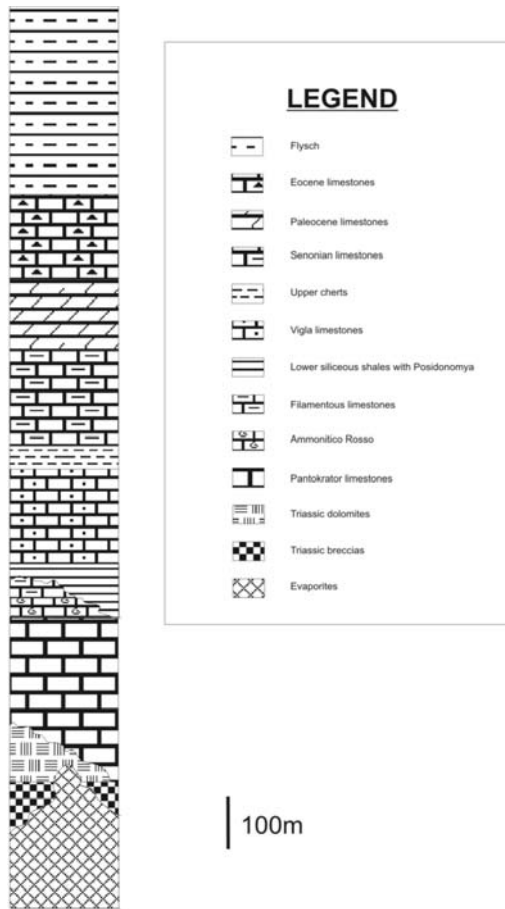 LEGEND
Flysch
Eocene limestones
Paleocene limestones
Senonian limestones
Upper cherts
Vigla limestones
Lower siliceous shales with Posidonomya
Filamentous limestones
Ammonitico Rosso
Pantokrator limestones
Triassic dolomites
Triassic breccias
Evaporites
100m